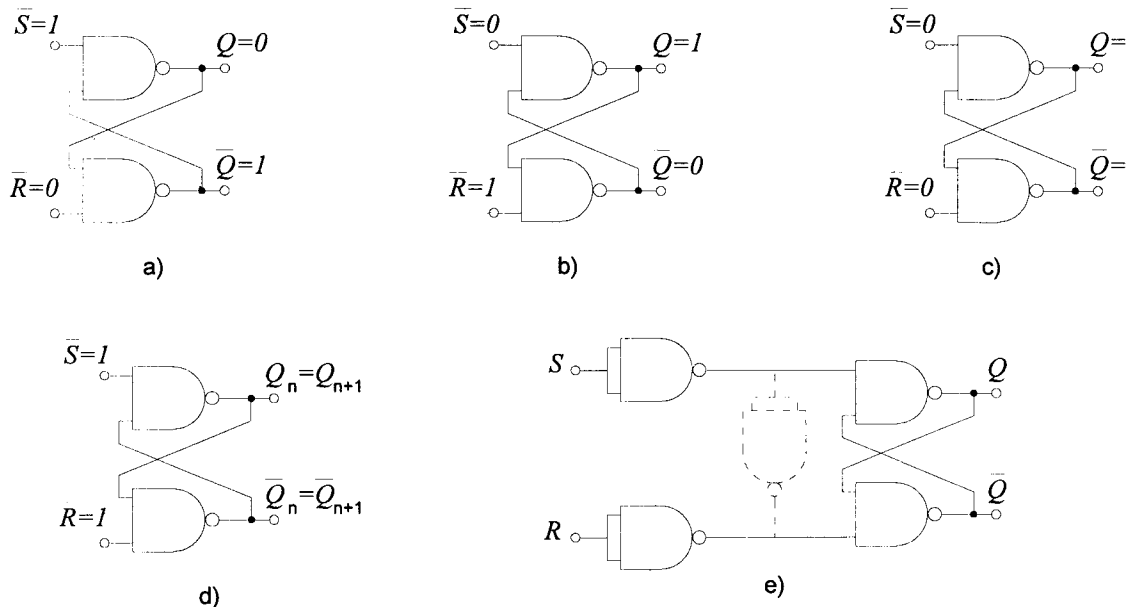 S̅=1
Q=0
R̅=0
Q̅=1
a)
S̅=0
Q=1
R̅=1
Q̅=0
b)
S̅=0
Q=
R̅=0
Q̅=
c)
S̅=1
Qₙ=Qₙ₊₁
R=1
Q̅ₙ=Q̅ₙ₊₁
d)
S
Q
R
Q̅
e)